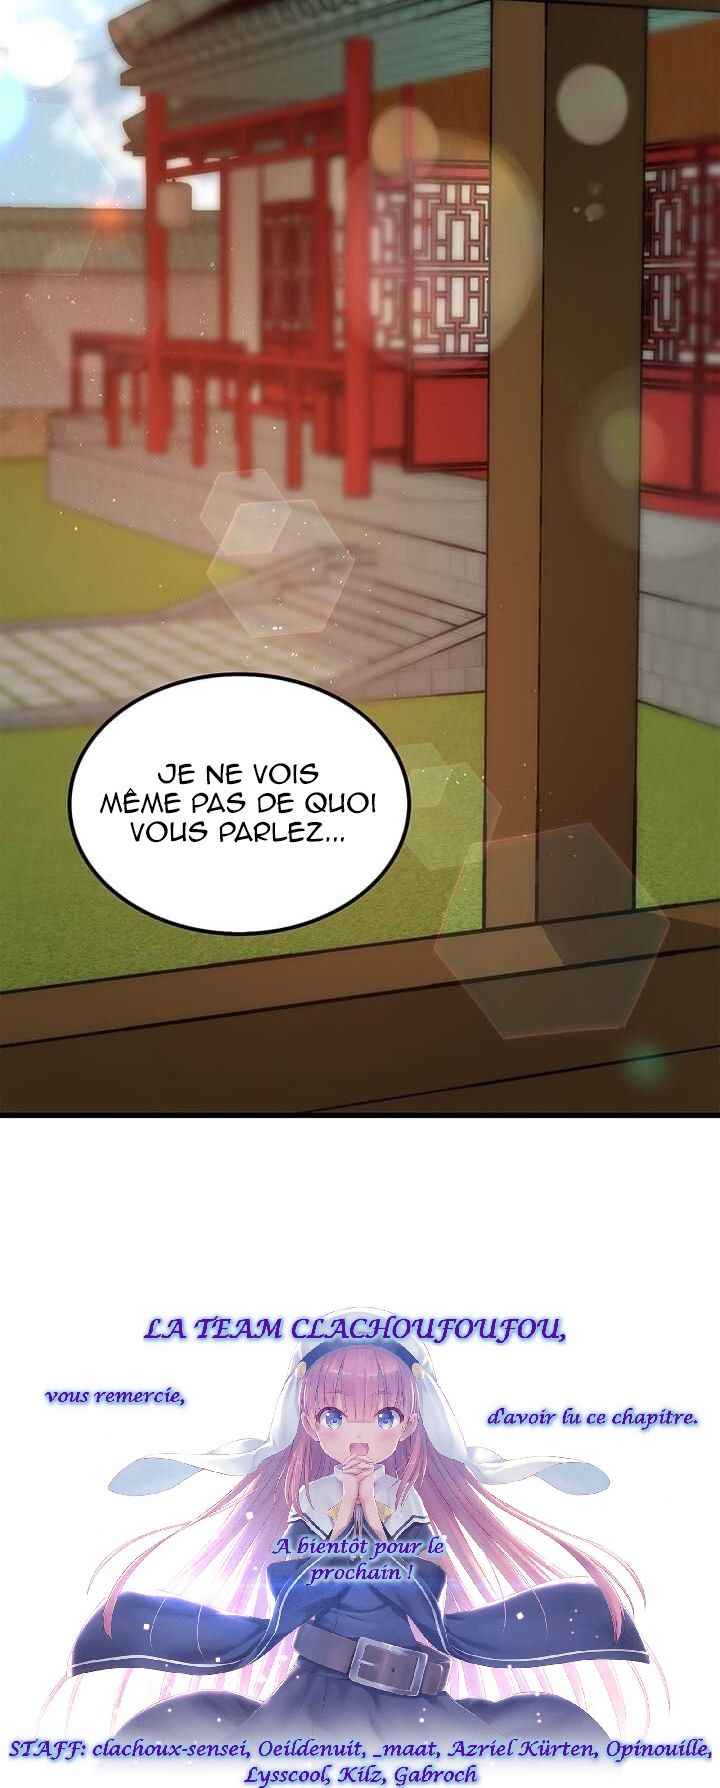 JE NE VOIS
MÊME PAS DE QUOI
VOUS PARLEZ...
LA TEAM CLACHOUFOUFOU,
vous remercie,
d'avoir lu ce chapitre.
A bientôt pour le
prochain !
STAFF: clachoux-sensei, Oeildenuit, _maat, Azriel Kürten, Opinouille,
Lysscool, Kilz, Gabroch